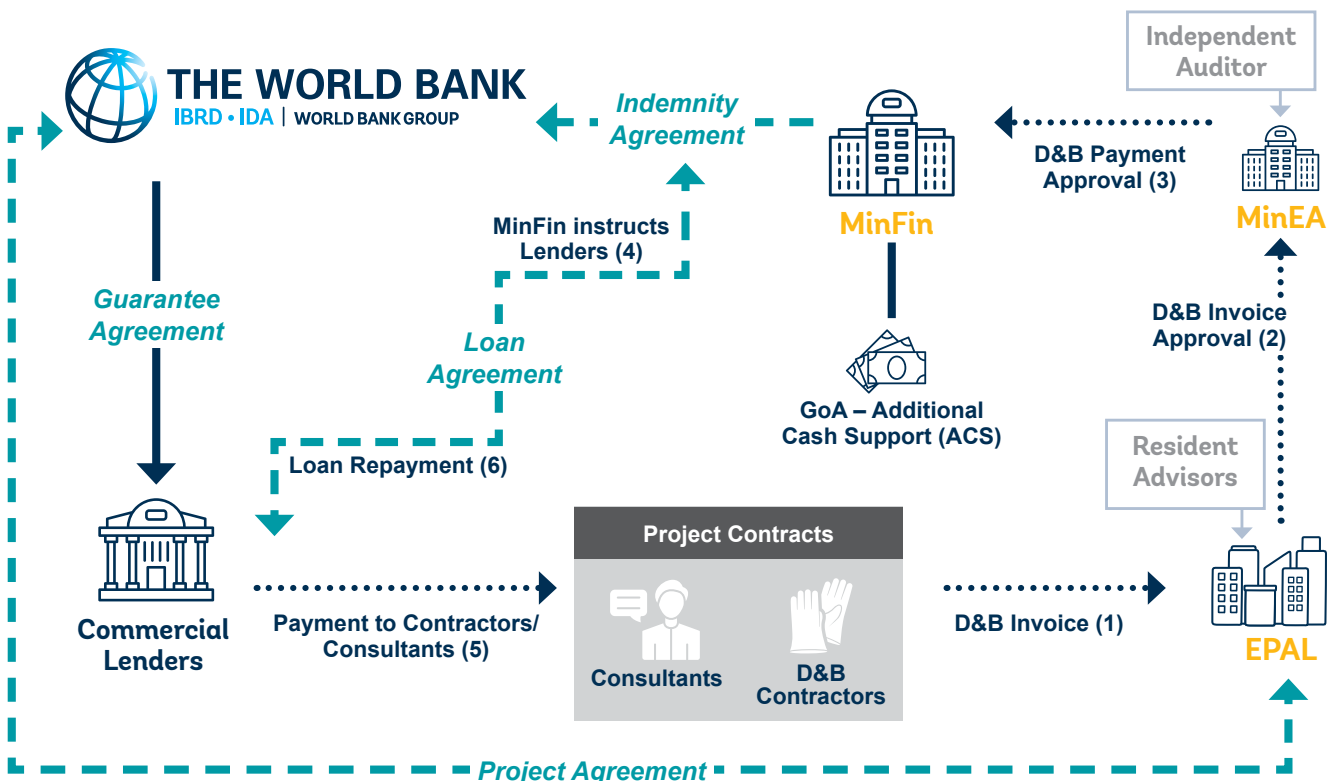 THE WORLD BANK
IBRD • IDA | WORLD BANK GROUP
Indemnity
Agreement
Independent
Auditor
D&B Payment
Approval (3)
MinFin
MinEA
MinFin instructs
Lenders (4)
Guarantee
Agreement
Loan
Agreement
D&B Invoice
Approval (2)
GoA – Additional
Cash Support (ACS)
Loan Repayment (6)
Resident
Advisors
Project Contracts
Commercial
Lenders
Payment to Contractors/
Consultants (5)
Consultants
D&B
Contractors
D&B Invoice (1)
EPAL
Project Agreement